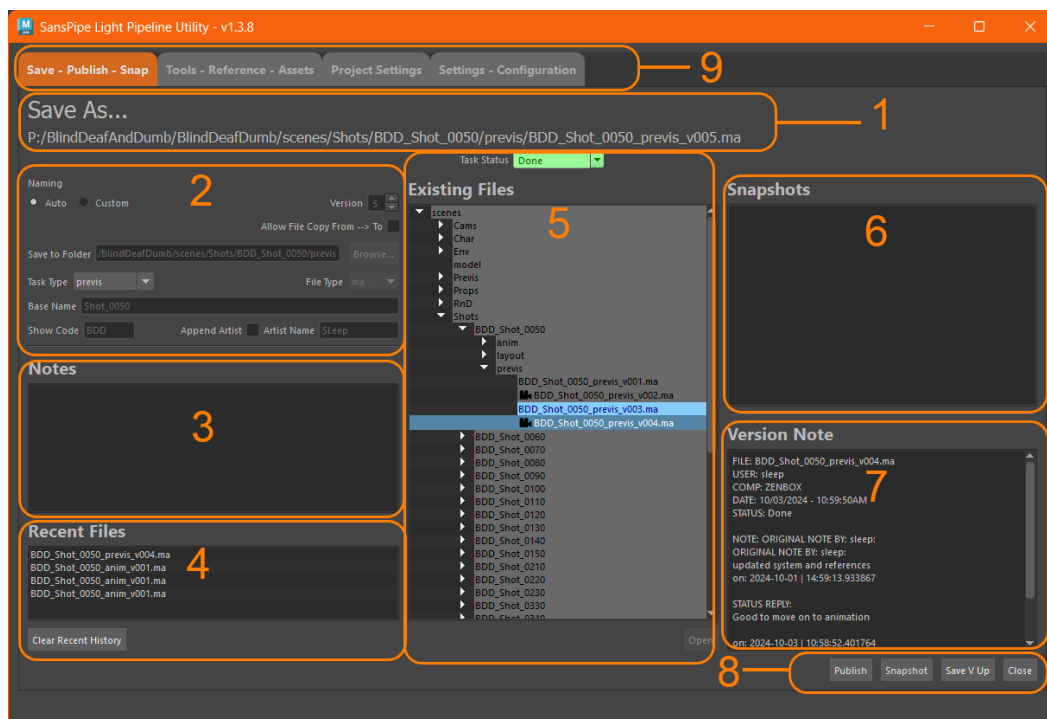 SansPipe Light Pipeline Utility - v1.3.8
Save - Publish - Snap Tools - Reference - Assets Project Settings Settings - Configuration
9
Save As...
P:/BlindDeafAndDumb/BlindDeafDumb/scenes/Shots/BDD_Shot_0050/previs/BDD_Shot_0050_previs_v005.ma
1
Task Status Done
Naming
Auto Custom Version 5
Allow File Copy From --> To
Save to Folder /BlindDeafDumb/scenes/Shots/BDD_Shot_0050/previs Browse...
Task Type previs File Type ma
Base Name Shot_0050
Show Code BDD Append Artist Artist Name SLeep
2
Notes
3
Recent Files
BDD_Shot_0050_previs_v004.ma
BDD_Shot_0050_anim_v001.ma
BDD_Shot_0050_anim_v001.ma
BDD_Shot_0050_anim_v001.ma
4
Clear Recent History
Existing Files
5
scenes
Cams
Char
Env
model
Previs
Props
RnD
Shots
BDD_Shot_0050
anim
layout
previs
BDD_Shot_0050_previs_v001.ma
BDD_Shot_0050_previs_v002.ma
BDD_Shot_0050_previs_v003.ma
BDD_Shot_0050_previs_v004.ma
BDD_Shot_0060
BDD_Shot_0070
BDD_Shot_0080
BDD_Shot_0090
BDD_Shot_0100
BDD_Shot_0110
BDD_Shot_0120
BDD_Shot_0130
BDD_Shot_0140
BDD_Shot_0150
BDD_Shot_0210
BDD_Shot_0220
BDD_Shot_0230
BDD_Shot_0330
BDD_Shot_0340
Open
Snapshots
6
Version Note
FILE: BDD_Shot_0050_previs_v004.ma
USER: sleep
COMP: ZENBOX
DATE: 10/03/2024 - 10:59:50AM
STATUS: Done
7
NOTE: ORIGINAL NOTE BY: sleep:
ORIGINAL NOTE BY: sleep:
updated system and references
on: 2024-10-01 | 14:59:13.933867
STATUS REPLY:
Good to move on to animation
on: 2024-10-03 | 10:58:52.401764
8
Publish Snapshot Save V Up Close